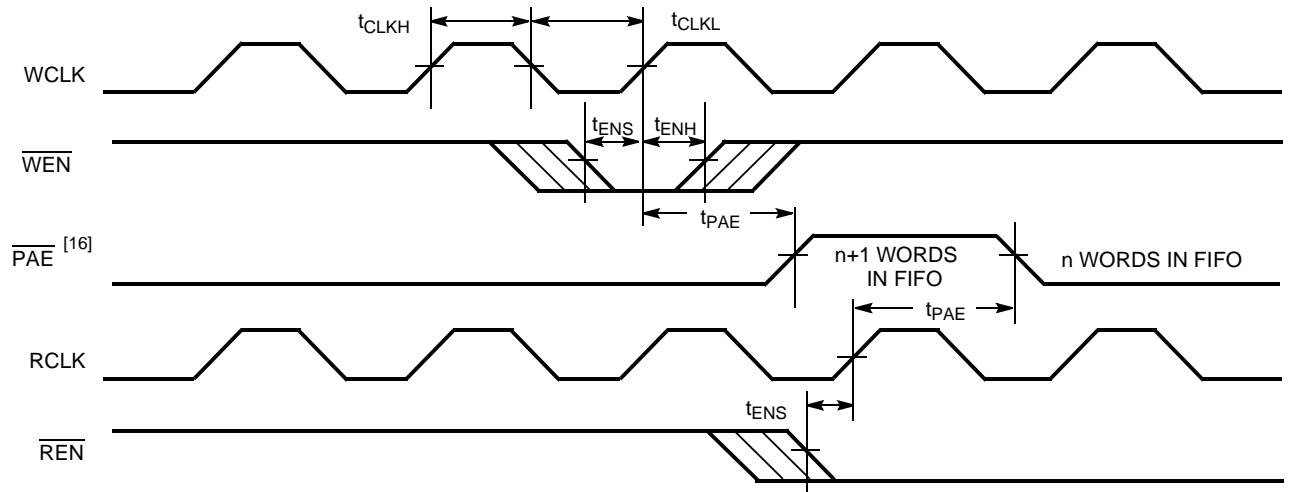 tCLKH
tCLKL
WCLK
tENS
tENH
WEN
tPAE
PAE [16]
n+1 WORDS
IN FIFO
n WORDS IN FIFO
tPAE
RCLK
tENS
REN